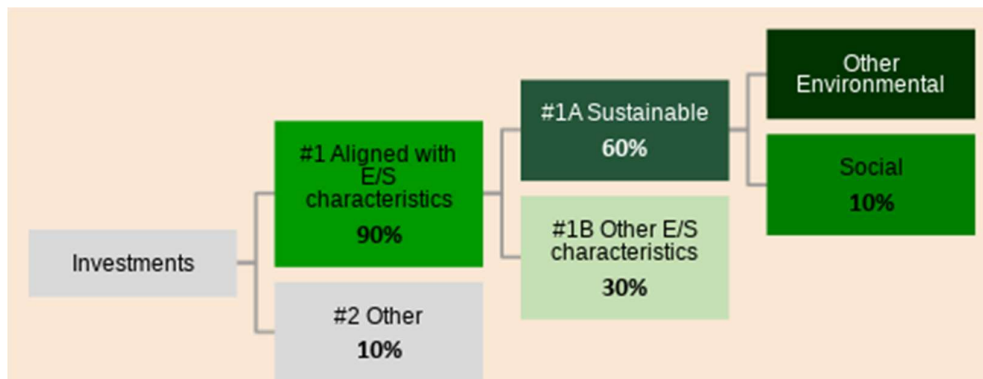 Investments
#1 Aligned with
E/S
characteristics
90%
#2 Other
10%
#1A Sustainable
60%
#1B Other E/S
characteristics
30%
Other
Environmental
Social
10%